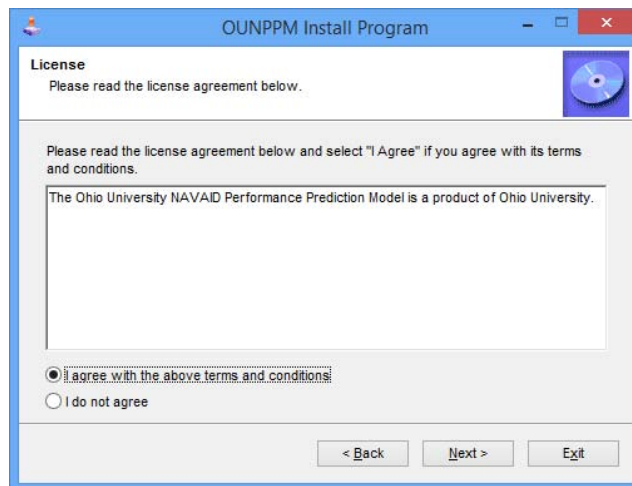 OUNPPM Install Program
License
Please read the license agreement below.
Please read the license agreement below and select "I Agree" if you agree with its terms
and conditions.
The Ohio University NAVAID Performance Prediction Model is a product of Ohio University.
I agree with the above terms and conditions
I do not agree
< Back Next > Exit